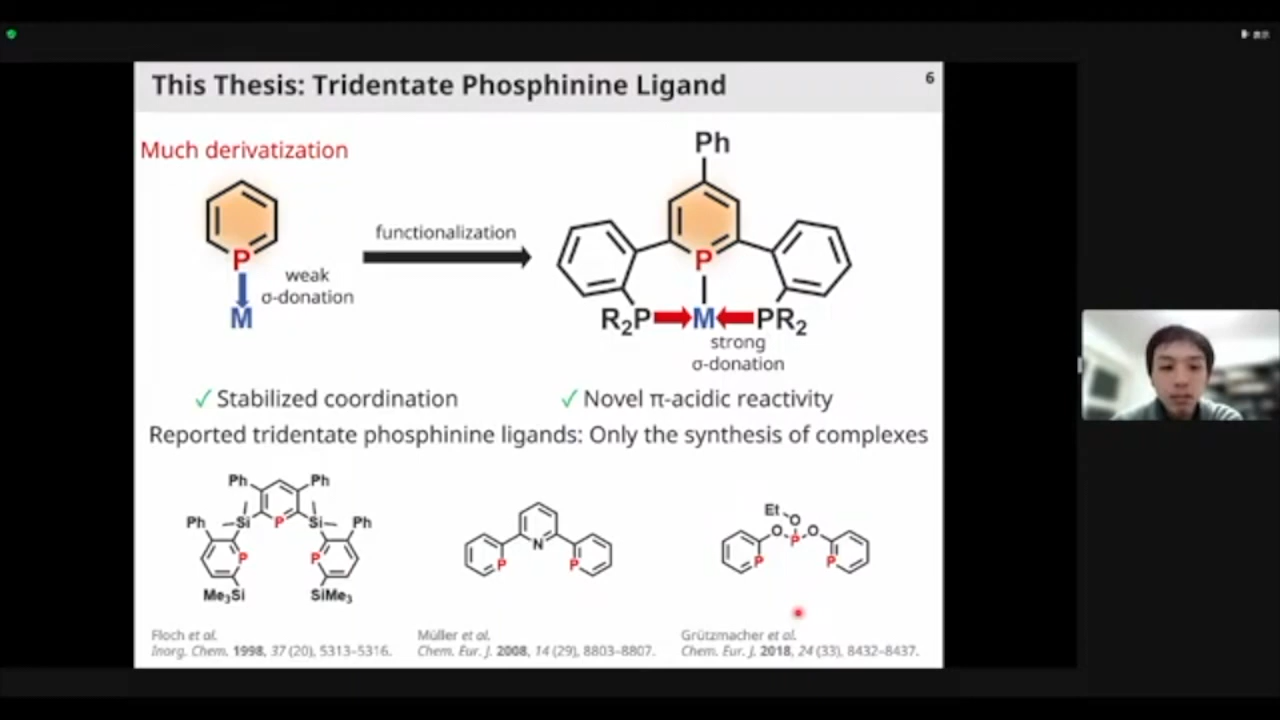 This Thesis: Tridentate Phosphinine Ligand
6
Much derivatization
P
M
weak
σ-donation
functionalization
Ph
P
R₂P
M
PR₂
strong
σ-donation
✓ Stabilized coordination
✓ Novel π-acidic reactivity
Reported tridentate phosphinine ligands: Only the synthesis of complexes
Ph
Ph
Ph
Si
P
Si
Ph
P
P
Me₃Si
SiMe₃
N
P
P
Et
O
O
P
O
P
P
Floch et al.
Inorg. Chem. 1998, 37 (20), 5313–5316.
Müller et al.
Chem. Eur. J. 2008, 14 (29), 8803–8807.
Grützmacher et al.
Chem. Eur. J. 2018, 24 (33), 8432–8437.